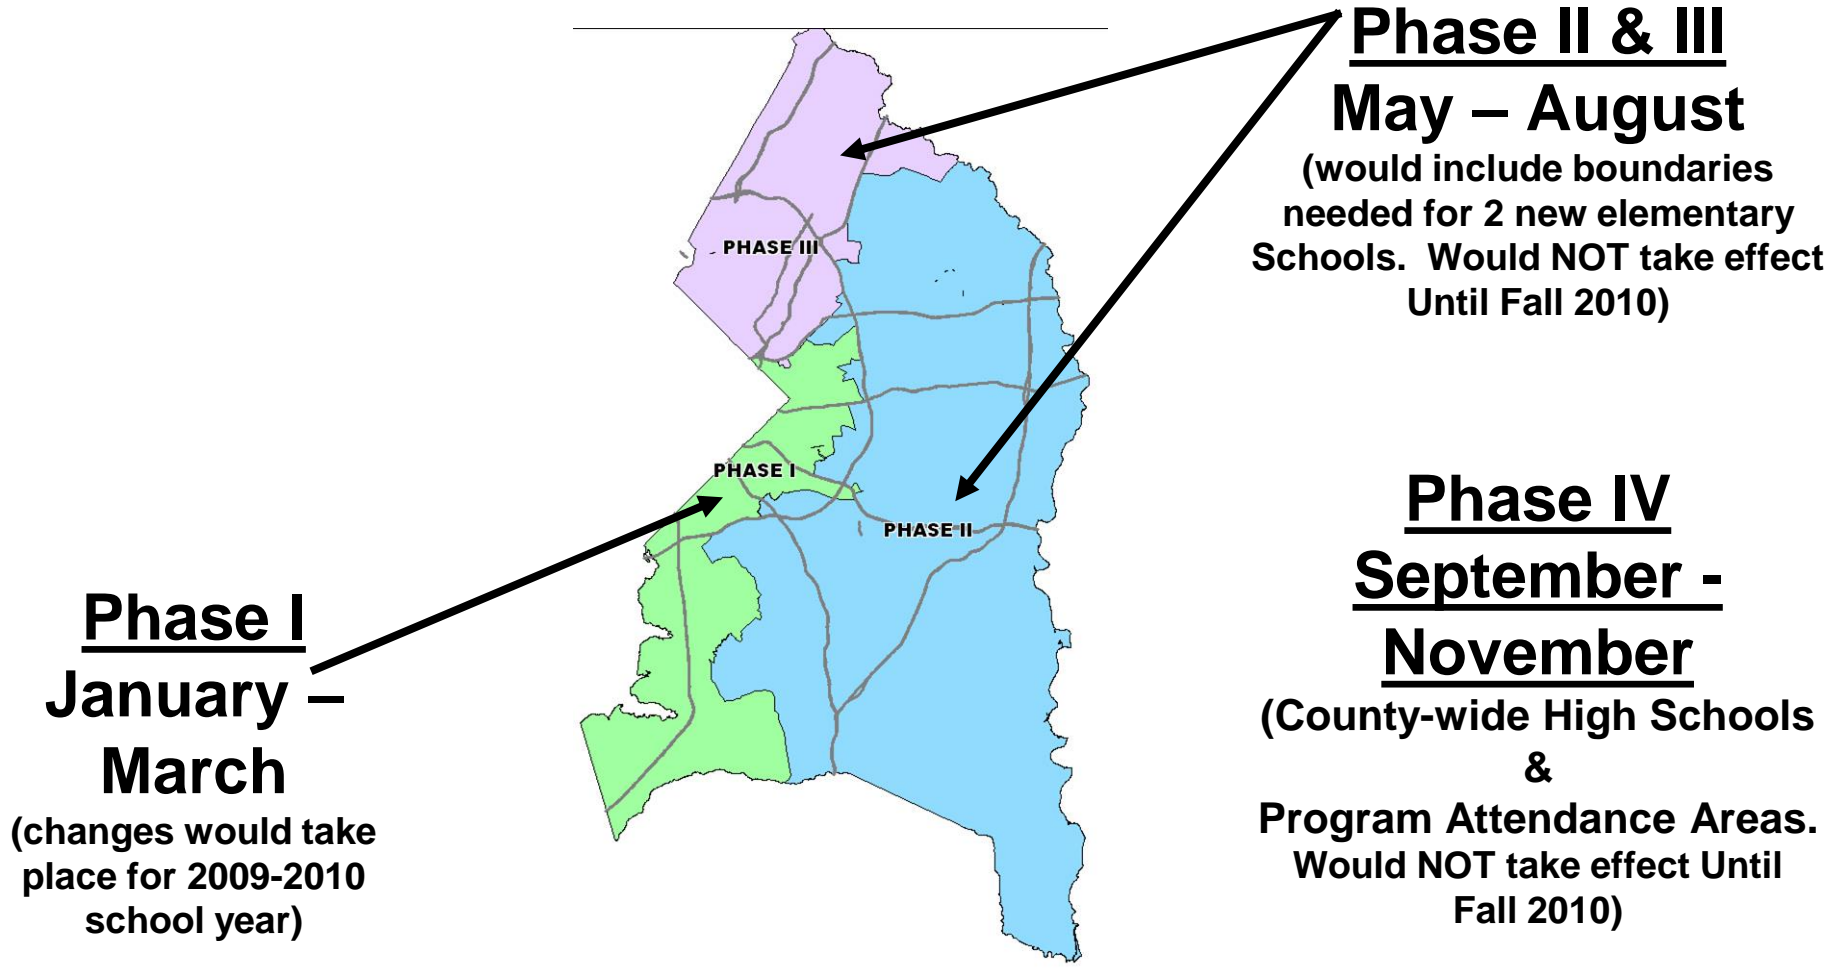 Phase II & III
May – August
(would include boundaries
needed for 2 new elementary
Schools. Would NOT take effect
Until Fall 2010)
PHASE III
PHASE I
PHASE II
Phase I
January –
March
(changes would take
place for 2009-2010
school year)
Phase IV
September -
November
(County-wide High Schools
&
Program Attendance Areas.
Would NOT take effect Until
Fall 2010)